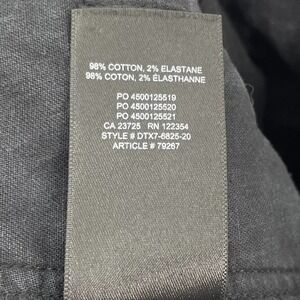 98% COTTON, 2% ELASTANE
98% COTON, 2% ÉLASTHANNE
PO 4500125519
PO 4500125520
PO 4500125521
CA 23725 RN 122354
STYLE # DTX7-6825-20
ARTICLE # 79267